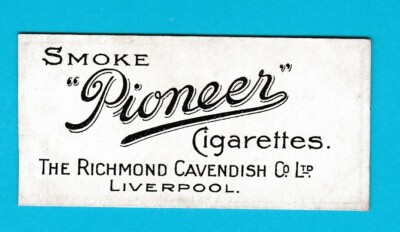 SMOKE
"Pioneer"
Cigarettes.
THE RICHMOND CAVENDISH Co LTD.
LIVERPOOL.